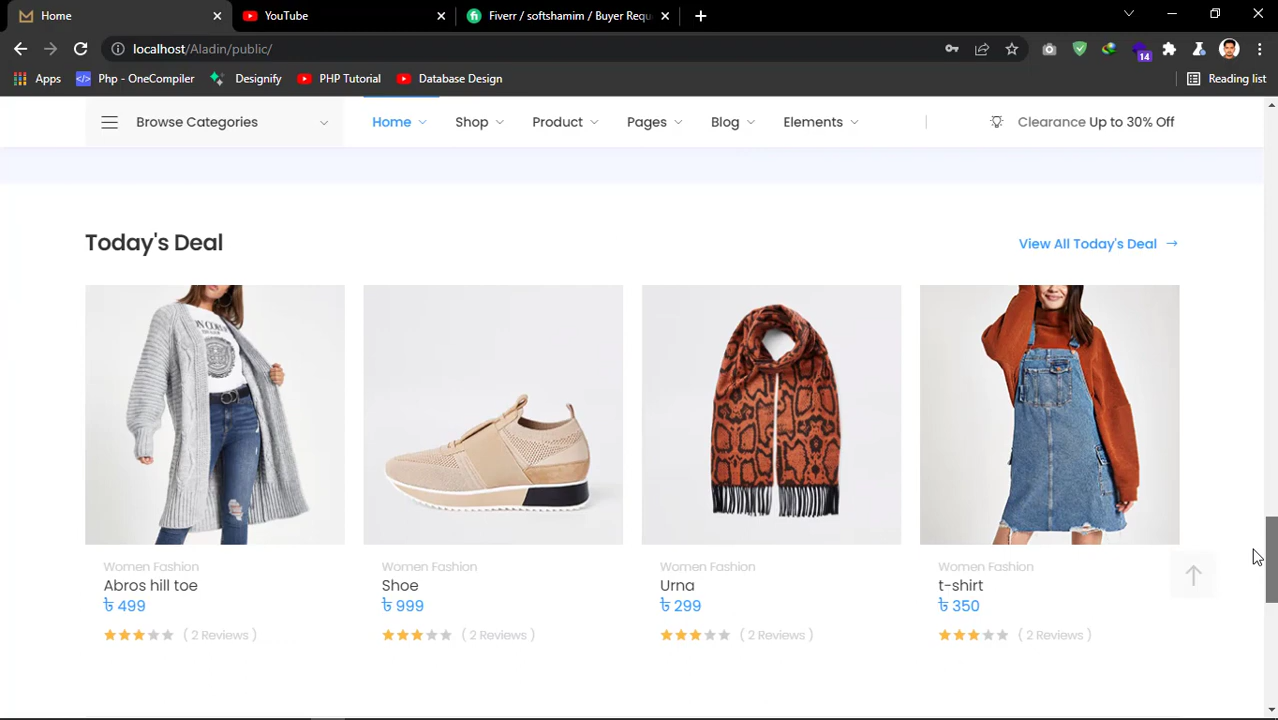 Home
YouTube
Fiverr / softshamim / Buyer Requ
localhost/Aladin/public/
14
Apps
Php - OneCompiler
Designify
PHP Tutorial
Database Design
Reading list
Browse Categories
Home
Shop
Product
Pages
Blog
Elements
Clearance Up to 30% Off
Today's Deal
View All Today's Deal →
Women Fashion
Abros hill toe
৳ 499
( 2 Reviews )
Women Fashion
Shoe
৳ 999
( 2 Reviews )
Women Fashion
Urna
৳ 299
( 2 Reviews )
Women Fashion
t-shirt
৳ 350
( 2 Reviews )